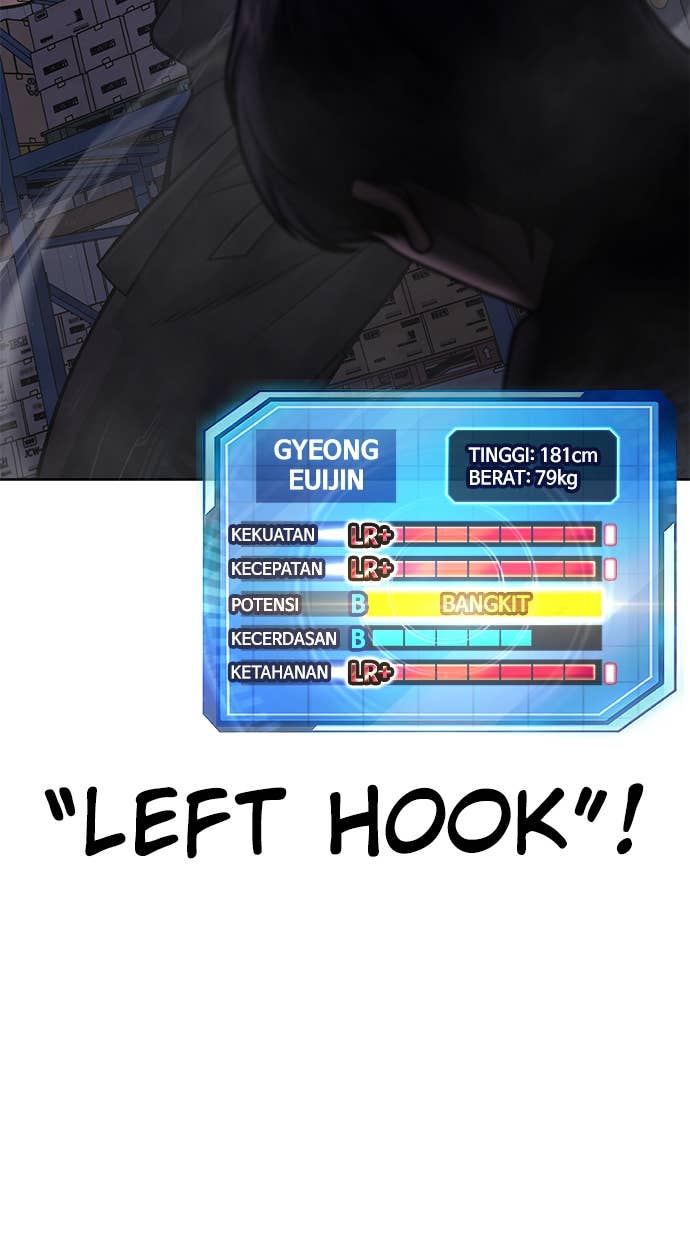 GYEONG
EUIJIN
TINGGI: 181cm
BERAT: 79kg
KEKUATAN LR+
KECEPATAN LR+
POTENSI B BANGKIT
KECERDASAN B
KETAHANAN LR+
"LEFT HOOK"!